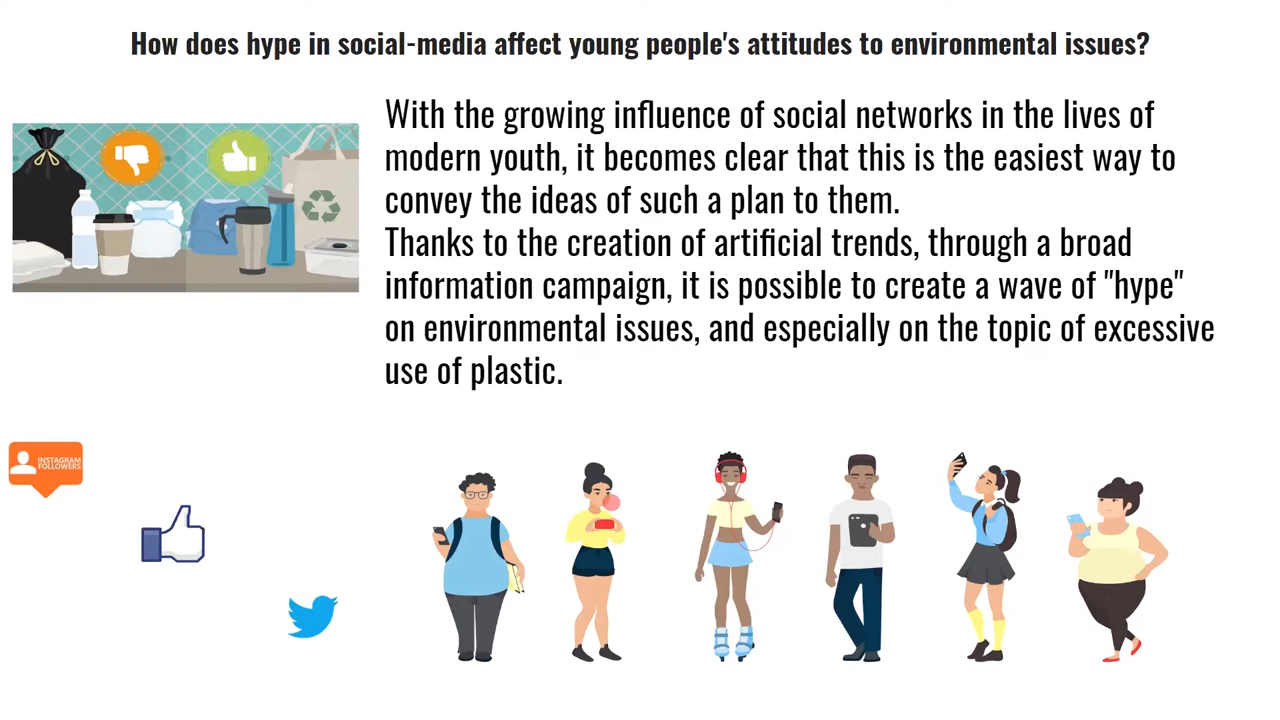 How does hype in social-media affect young people's attitudes to environmental issues?
With the growing influence of social networks in the lives of
modern youth, it becomes clear that this is the easiest way to
convey the ideas of such a plan to them.
Thanks to the creation of artificial trends, through a broad
information campaign, it is possible to create a wave of "hype"
on environmental issues, and especially on the topic of excessive
use of plastic.
INSTAGRAM
FOLLOWERS